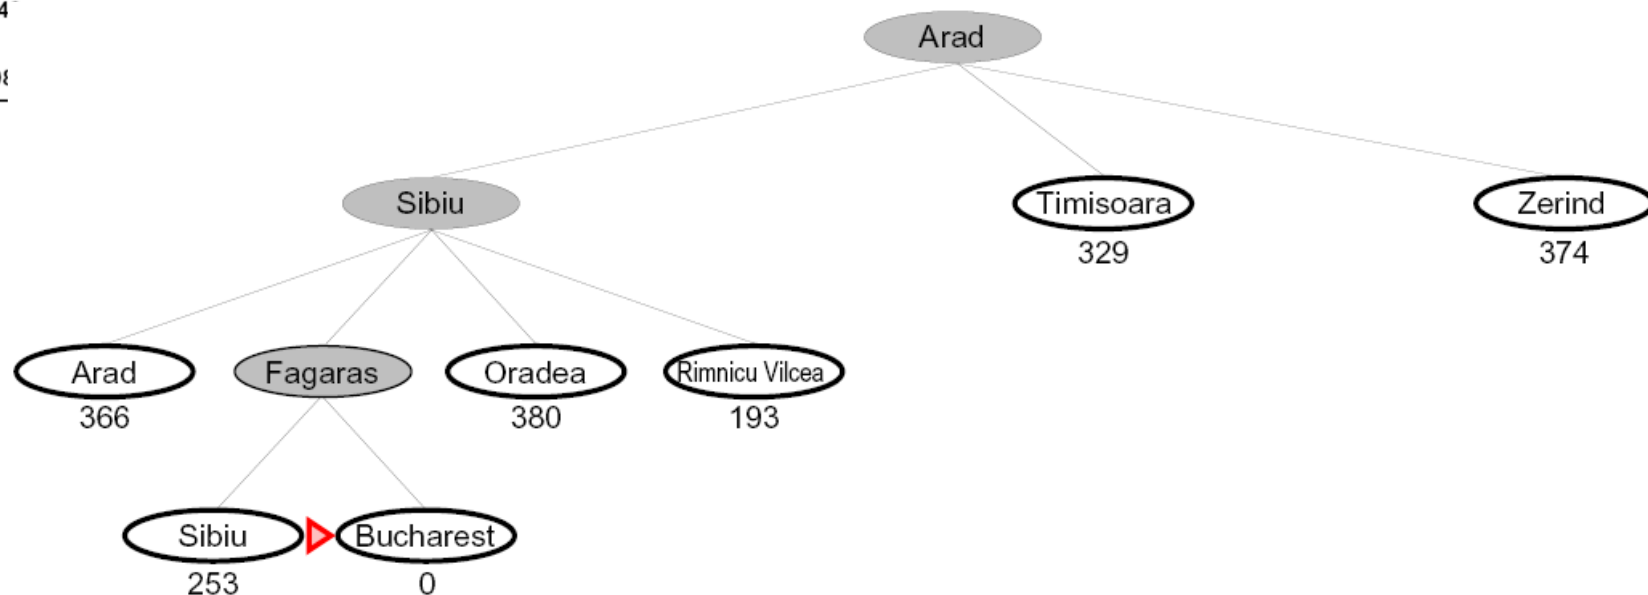 Arad
Sibiu Timisoara Zerind
329 374
Arad Fagaras Oradea Rimnicu Vilcea
366 380 193
Sibiu Bucharest
253 0